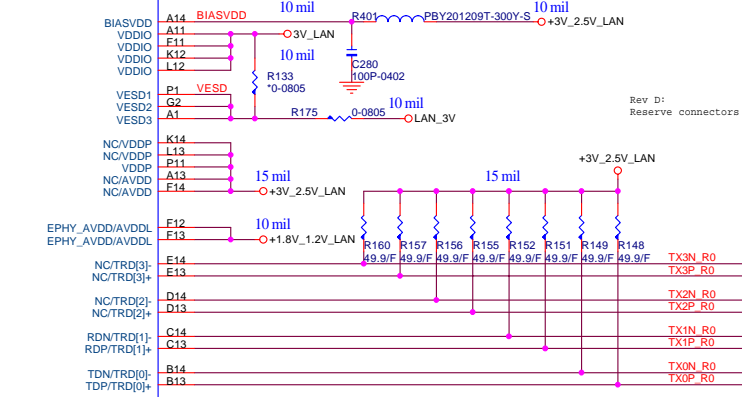 10 mil 10 mil
BIASVDD A14 BIASVDD R401 PBY201209T-300Y-S +3V_2.5V_LAN
VDDIO A11 3V_LAN
VDDIO F11
VDDIO K12 10 mil
VDDIO L12 C280
100P-0402
R133
*0-0805
VESD1 P1 VESD
VESD2 G2 10 mil
VESD3 A1 R175 0-0805 LAN_3V
Rev D:
Reserve connectors
NC/VDDP K14
NC/VDDP L13
VDDP P11
NC/AVDD A13 15 mil 15 mil +3V_2.5V_LAN
NC/AVDD F14 +3V_2.5V_LAN
EPHY_AVDD/AVDDL F12 10 mil
EPHY_AVDD/AVDDL F13 +1.8V_1.2V_LAN
R160 R157 R156 R155 R152 R151 R149 R148
49.9/F 49.9/F 49.9/F 49.9/F 49.9/F 49.9/F 49.9/F 49.9/F
NC/TRD[3]- E14 TX3N_R0
NC/TRD[3]+ E13 TX3P_R0
NC/TRD[2]- D14 TX2N_R0
NC/TRD[2]+ D13 TX2P_R0
RDN/TRD[1]- C14 TX1N_R0
RDP/TRD[1]+ C13 TX1P_R0
TDN/TRD[0]- B14 TX0N_R0
TDP/TRD[0]+ B13 TX0P_R0